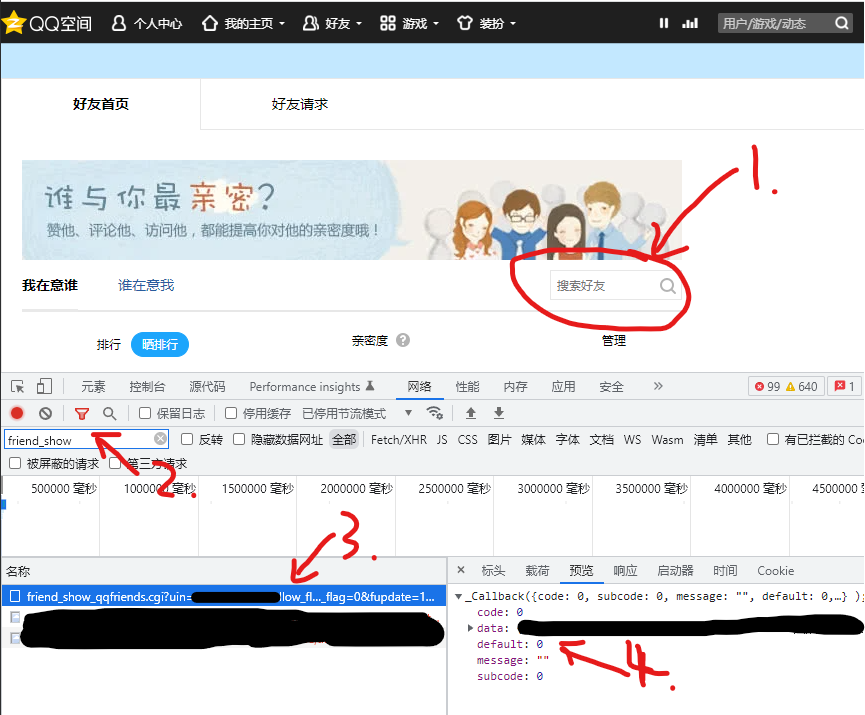 QQ空间 个人中心 我的主页 好友 游戏 装扮 用户/游戏/动态
好友首页 好友请求
谁与你最亲密?
赞他、评论他、访问他，都能提高你对他的亲密度哦！
1.
我在意谁 谁在意我 搜索好友
排行 晒排行 亲密度 ? 管理
元素 控制台 源代码 Performance insights 网络 性能 内存 应用 安全 » 99 640 1
保留日志 停用缓存 已停用节流模式
friend_show 反转 隐藏数据网址 全部 Fetch/XHR JS CSS 图片 媒体 字体 文档 WS Wasm 清单 其他 有已拦截的 Coo
被屏蔽的请求 第三方请求
2.
500000 毫秒 1000000 毫秒 1500000 毫秒 2000000 毫秒 2500000 毫秒 3000000 毫秒 3500000 毫秒 4000000 毫秒 4500000
3.
名称 × 标头 载荷 预览 响应 启动器 时间 Cookie
friend_show_qqfriends.cgi?uin= low_fl..._flag=0&fupdate=1...
_Callback({code: 0, subcode: 0, message: "", default: 0,…} );
code: 0
data:
default: 0
4.
message: ""
subcode: 0